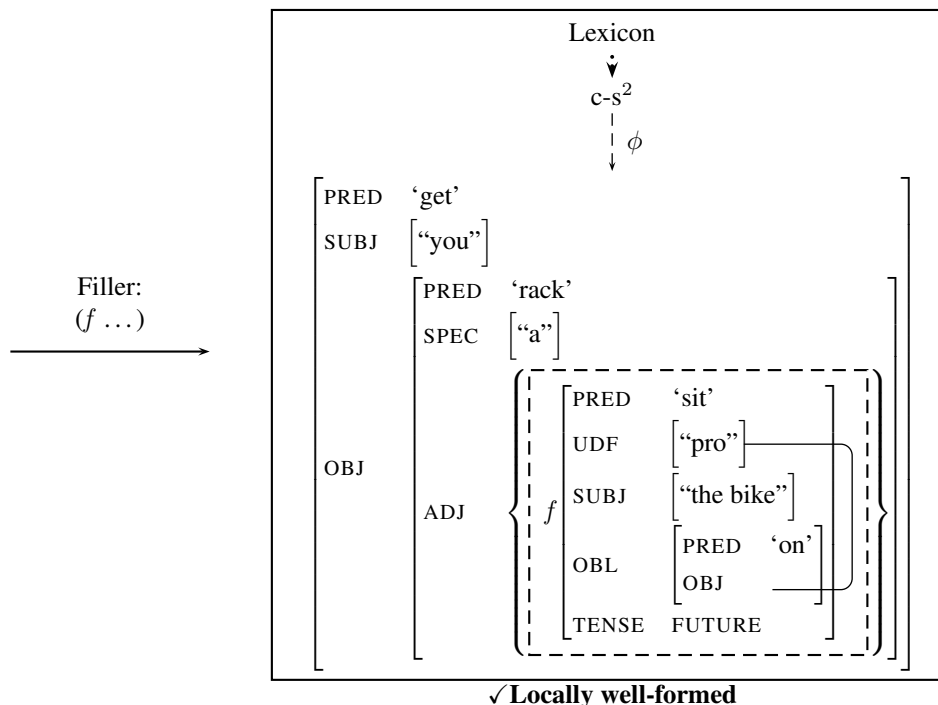 Lexicon
c-s²
ϕ
PRED ‘get’
SUBJ [“you”]
Filler:
(f …)
PRED ‘rack’
SPEC [“a”]
PRED ‘sit’
UDF [“pro”]
OBJ
SUBJ [“the bike”]
ADJ
f
PRED ‘on’
OBL
OBJ
TENSE FUTURE
✓Locally well-formed